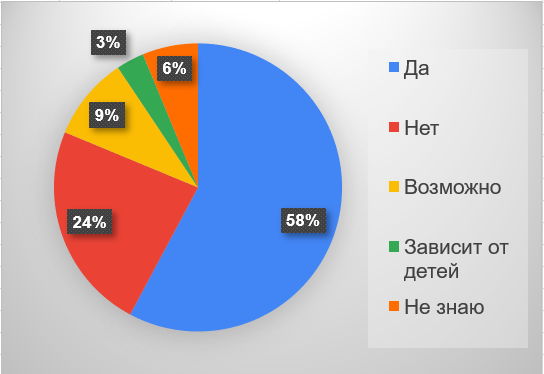 3%
6%
9%
24%
58%
Да
Нет
Возможно
Зависит от
детей
Не знаю